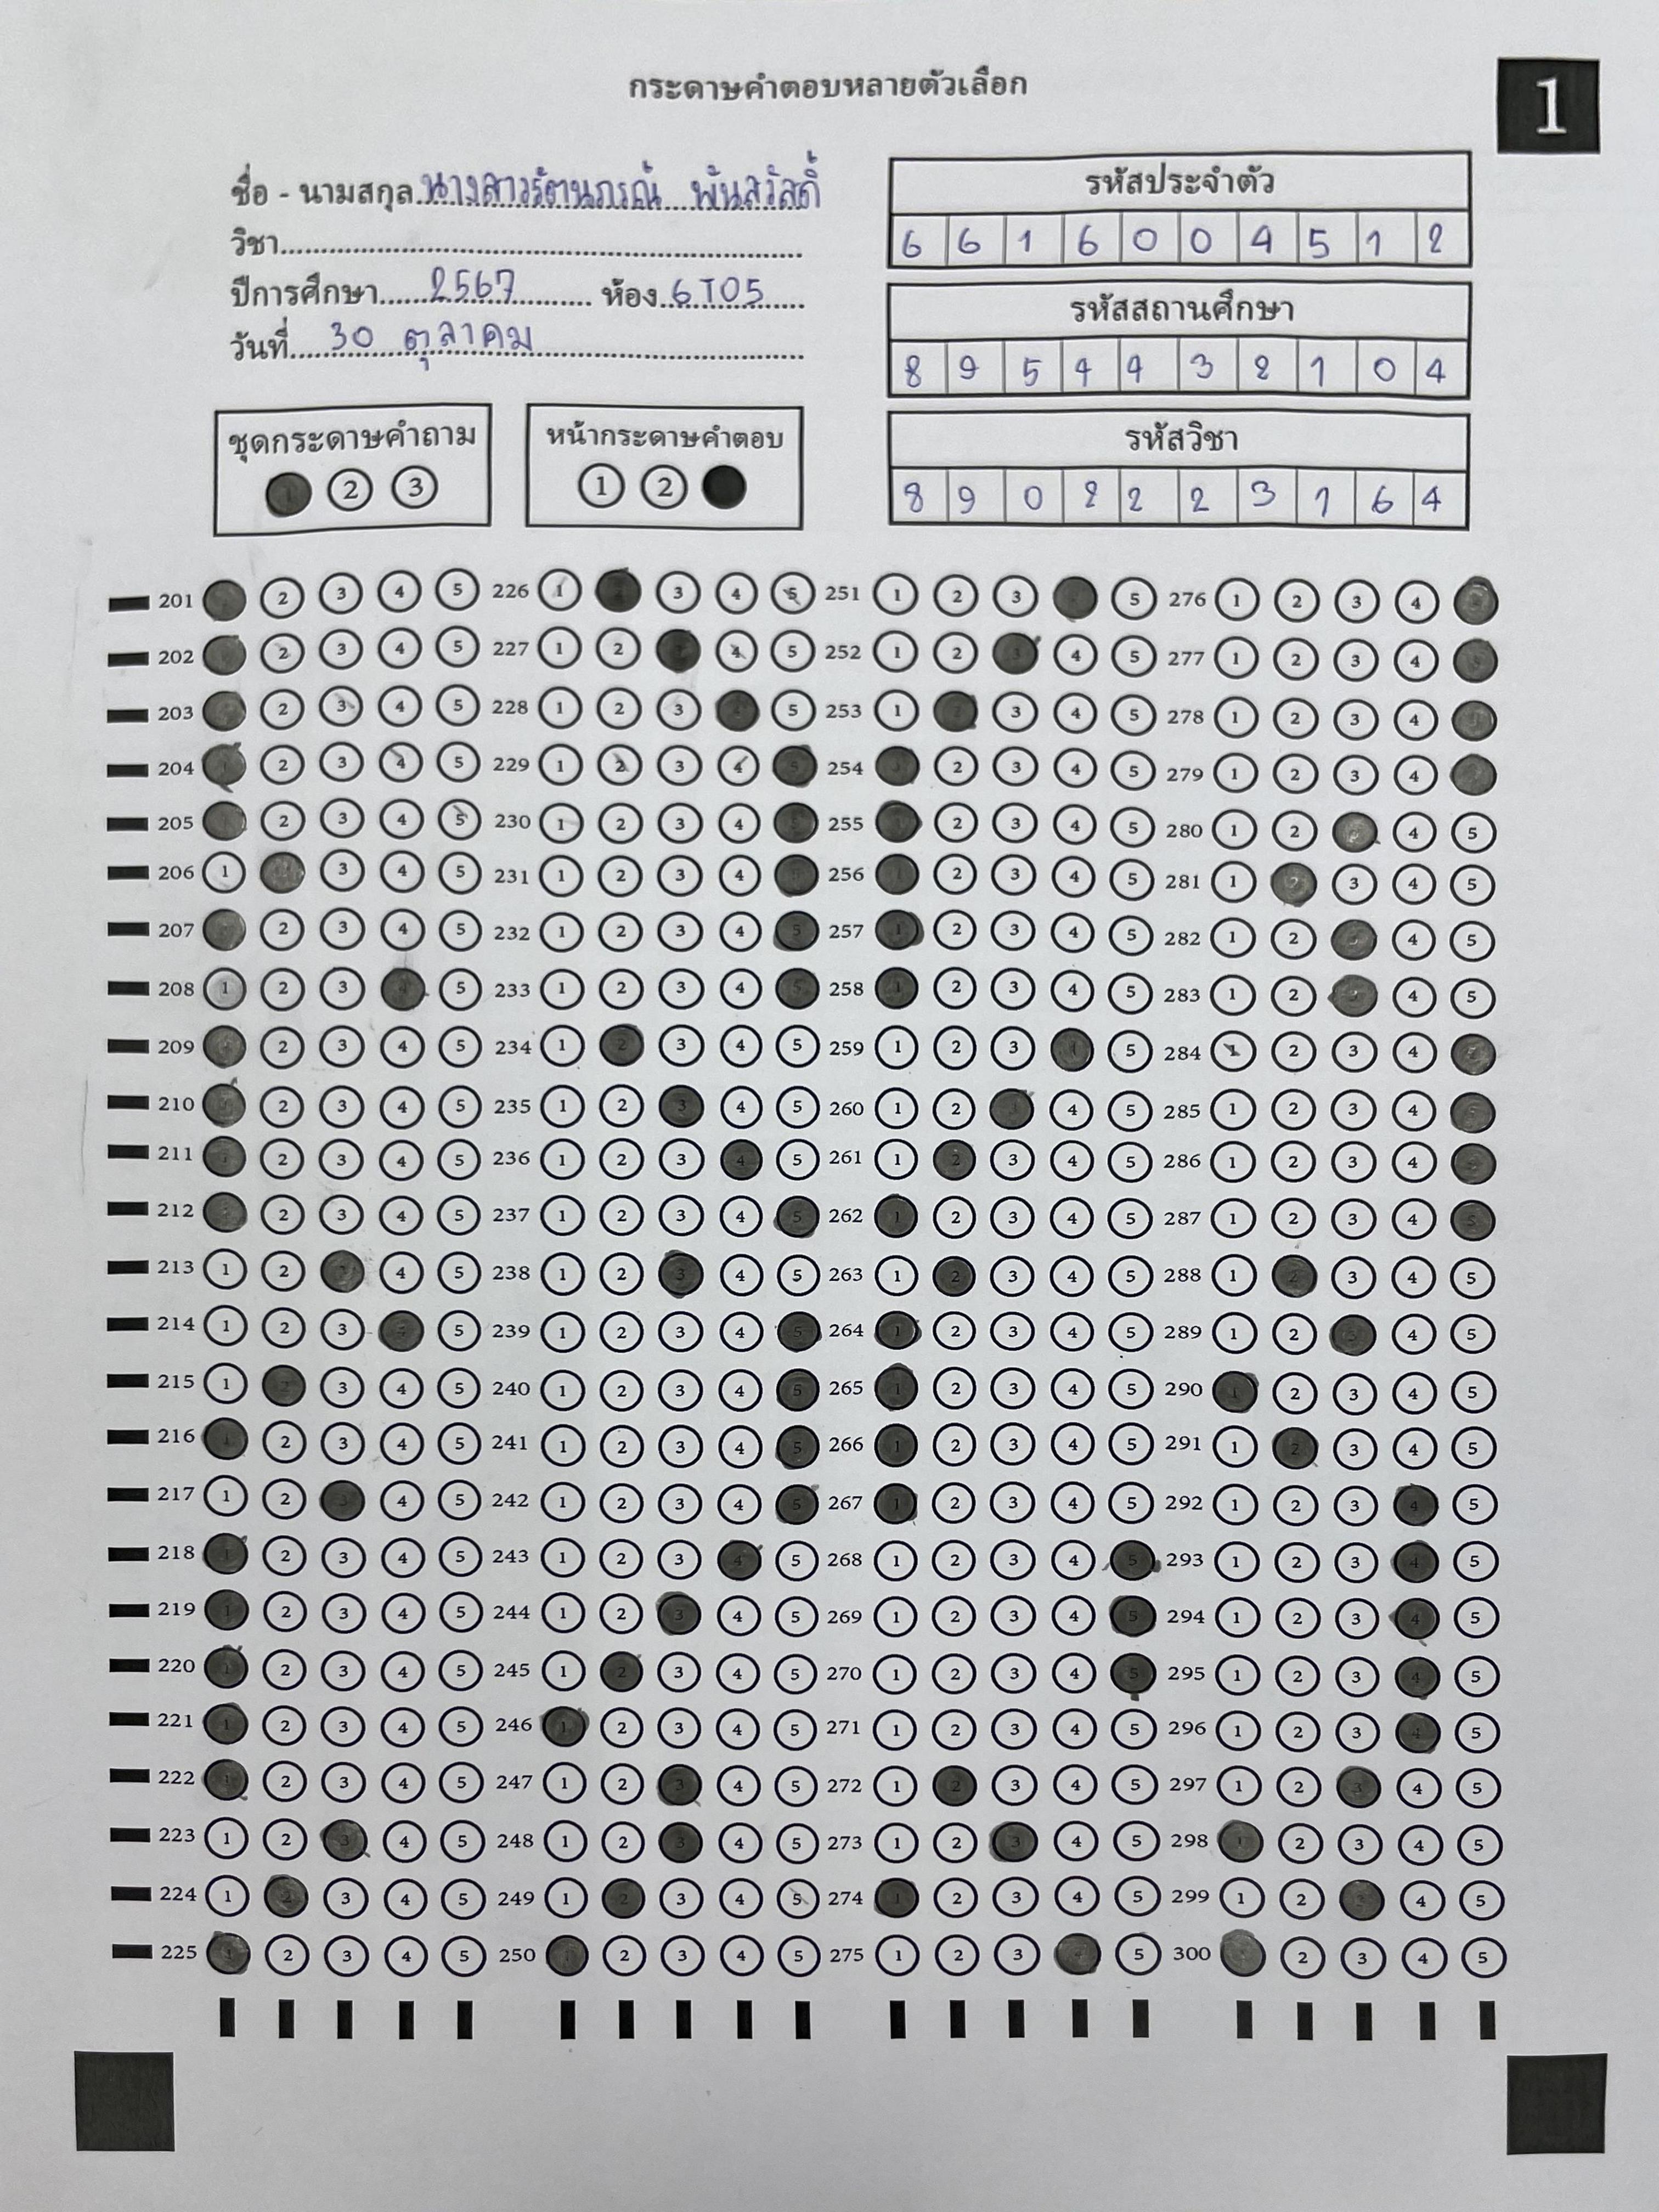 กระดาษคำตอบหลายตัวเลือก
1
ชื่อ - นามสกุล นางสาวรัตนภรณ์ พันสวัสดิ์
วิชา
ปีการศึกษา 2567 ห้อง 6T05
วันที่ 30 ตุลาคม
รหัสประจำตัว
6 6 1 6 0 0 4 5 1 2
รหัสสถานศึกษา
8 9 5 4 4 3 2 1 0 4
รหัสวิชา
8 9 0 2 2 2 3 1 6 4
ชุดกระดาษคำถาม
1 2 3
หน้ากระดาษคำตอบ
1 2
201 2 3 4 5 226 1 2 3 4 5 251 1 2 3 4 5 276 1 2 3 4 5
202 2 3 4 5 227 1 2 3 4 5 252 1 2 3 4 5 277 1 2 3 4 5
203 2 3 4 5 228 1 2 3 4 5 253 1 2 3 4 5 278 1 2 3 4 5
204 1 2 3 4 5 229 1 2 3 4 5 254 1 2 3 4 5 279 1 2 3 4 5
205 1 2 3 4 5 230 1 2 3 4 5 255 1 2 3 4 5 280 1 2 3 4 5
206 1 2 3 4 5 231 1 2 3 4 5 256 1 2 3 4 5 281 1 2 3 4 5
207 1 2 3 4 5 232 1 2 3 4 5 257 1 2 3 4 5 282 1 2 3 4 5
208 1 2 3 4 5 233 1 2 3 4 5 258 1 2 3 4 5 283 1 2 3 4 5
209 1 2 3 4 5 234 1 2 3 4 5 259 1 2 3 4 5 284 1 2 3 4 5
210 1 2 3 4 5 235 1 2 3 4 5 260 1 2 3 4 5 285 1 2 3 4 5
211 1 2 3 4 5 236 1 2 3 4 5 261 1 2 3 4 5 286 1 2 3 4 5
212 1 2 3 4 5 237 1 2 3 4 5 262 1 2 3 4 5 287 1 2 3 4 5
213 1 2 3 4 5 238 1 2 3 4 5 263 1 2 3 4 5 288 1 2 3 4 5
214 1 2 3 4 5 239 1 2 3 4 5 264 1 2 3 4 5 289 1 2 3 4 5
215 1 2 3 4 5 240 1 2 3 4 5 265 1 2 3 4 5 290 1 2 3 4 5
216 1 2 3 4 5 241 1 2 3 4 5 266 1 2 3 4 5 291 1 2 3 4 5
217 1 2 3 4 5 242 1 2 3 4 5 267 1 2 3 4 5 292 1 2 3 4 5
218 1 2 3 4 5 243 1 2 3 4 5 268 1 2 3 4 5 293 1 2 3 4 5
219 1 2 3 4 5 244 1 2 3 4 5 269 1 2 3 4 5 294 1 2 3 4 5
220 1 2 3 4 5 245 1 2 3 4 5 270 1 2 3 4 5 295 1 2 3 4 5
221 1 2 3 4 5 246 1 2 3 4 5 271 1 2 3 4 5 296 1 2 3 4 5
222 1 2 3 4 5 247 1 2 3 4 5 272 1 2 3 4 5 297 1 2 3 4 5
223 1 2 3 4 5 248 1 2 3 4 5 273 1 2 3 4 5 298 1 2 3 4 5
224 1 2 3 4 5 249 1 2 3 4 5 274 1 2 3 4 5 299 1 2 3 4 5
225 1 2 3 4 5 250 1 2 3 4 5 275 1 2 3 4 5 300 2 3 4 5